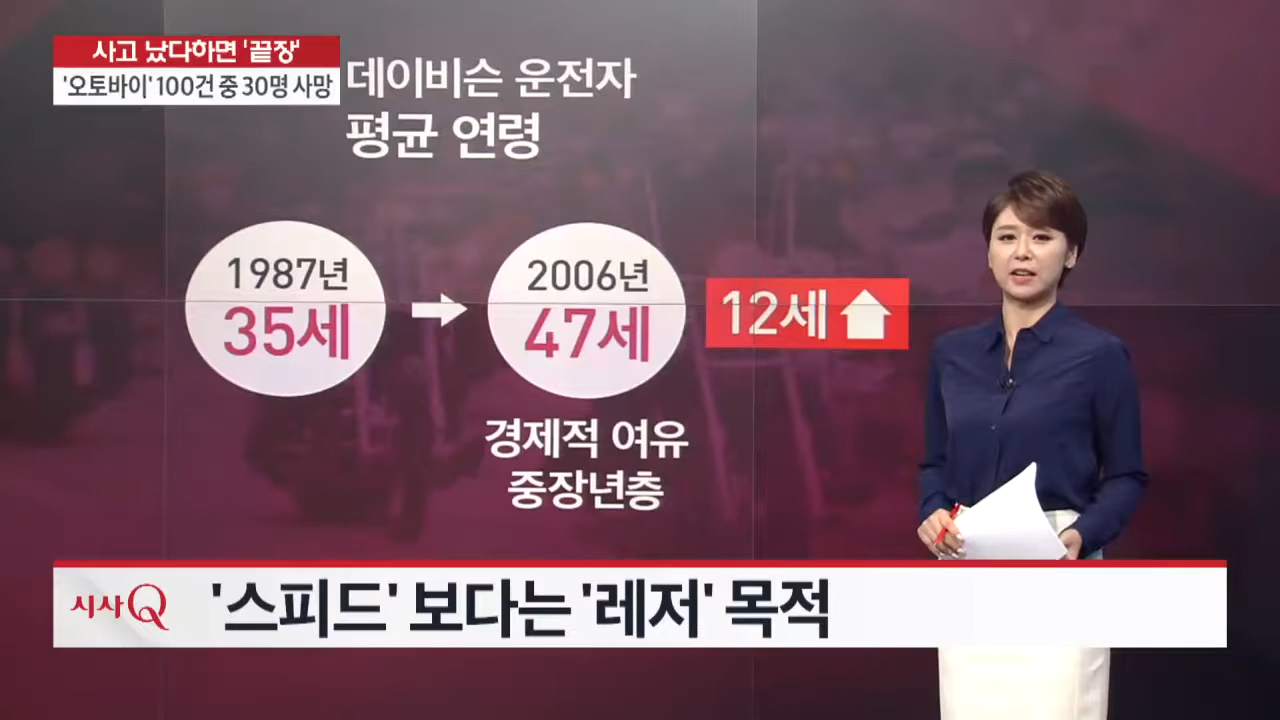 사고 났다하면 '끝장'
'오토바이' 100건 중 30명 사망
데이비슨 운전자
평균 연령
1987년
35세
2006년
47세
12세
경제적 여유
중장년층
시사Q
'스피드' 보다는 '레저' 목적